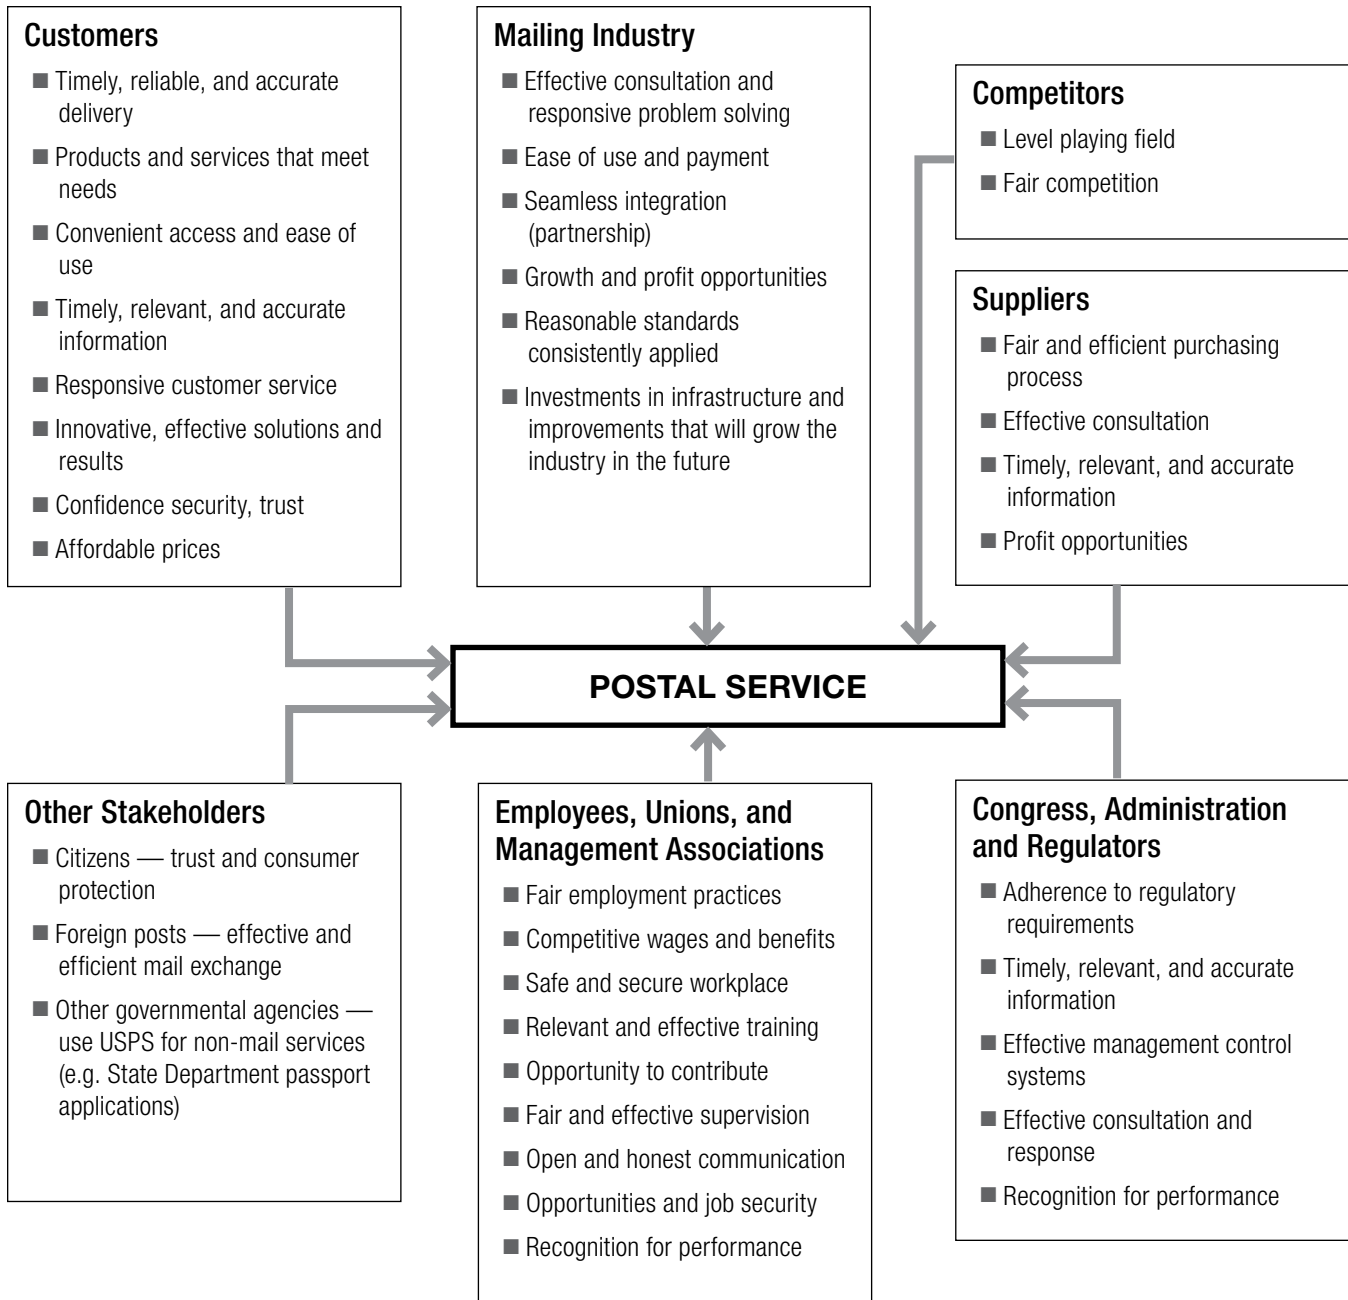 Customers
■ Timely, reliable, and accurate
delivery
■ Products and services that meet
needs
■ Convenient access and ease of
use
■ Timely, relevant, and accurate
information
■ Responsive customer service
■ Innovative, effective solutions and
results
■ Confidence security, trust
■ Affordable prices
Mailing Industry
■ Effective consultation and
responsive problem solving
■ Ease of use and payment
■ Seamless integration
(partnership)
■ Growth and profit opportunities
■ Reasonable standards
consistently applied
■ Investments in infrastructure and
improvements that will grow the
industry in the future
Competitors
■ Level playing field
■ Fair competition
Suppliers
■ Fair and efficient purchasing
process
■ Effective consultation
■ Timely, relevant, and accurate
information
■ Profit opportunities
POSTAL SERVICE
Other Stakeholders
■ Citizens — trust and consumer
protection
■ Foreign posts — effective and
efficient mail exchange
■ Other governmental agencies —
use USPS for non-mail services
(e.g. State Department passport
applications)
Employees, Unions, and
Management Associations
■ Fair employment practices
■ Competitive wages and benefits
■ Safe and secure workplace
■ Relevant and effective training
■ Opportunity to contribute
■ Fair and effective supervision
■ Open and honest communication
■ Opportunities and job security
■ Recognition for performance
Congress, Administration
and Regulators
■ Adherence to regulatory
requirements
■ Timely, relevant, and accurate
information
■ Effective management control
systems
■ Effective consultation and
response
■ Recognition for performance